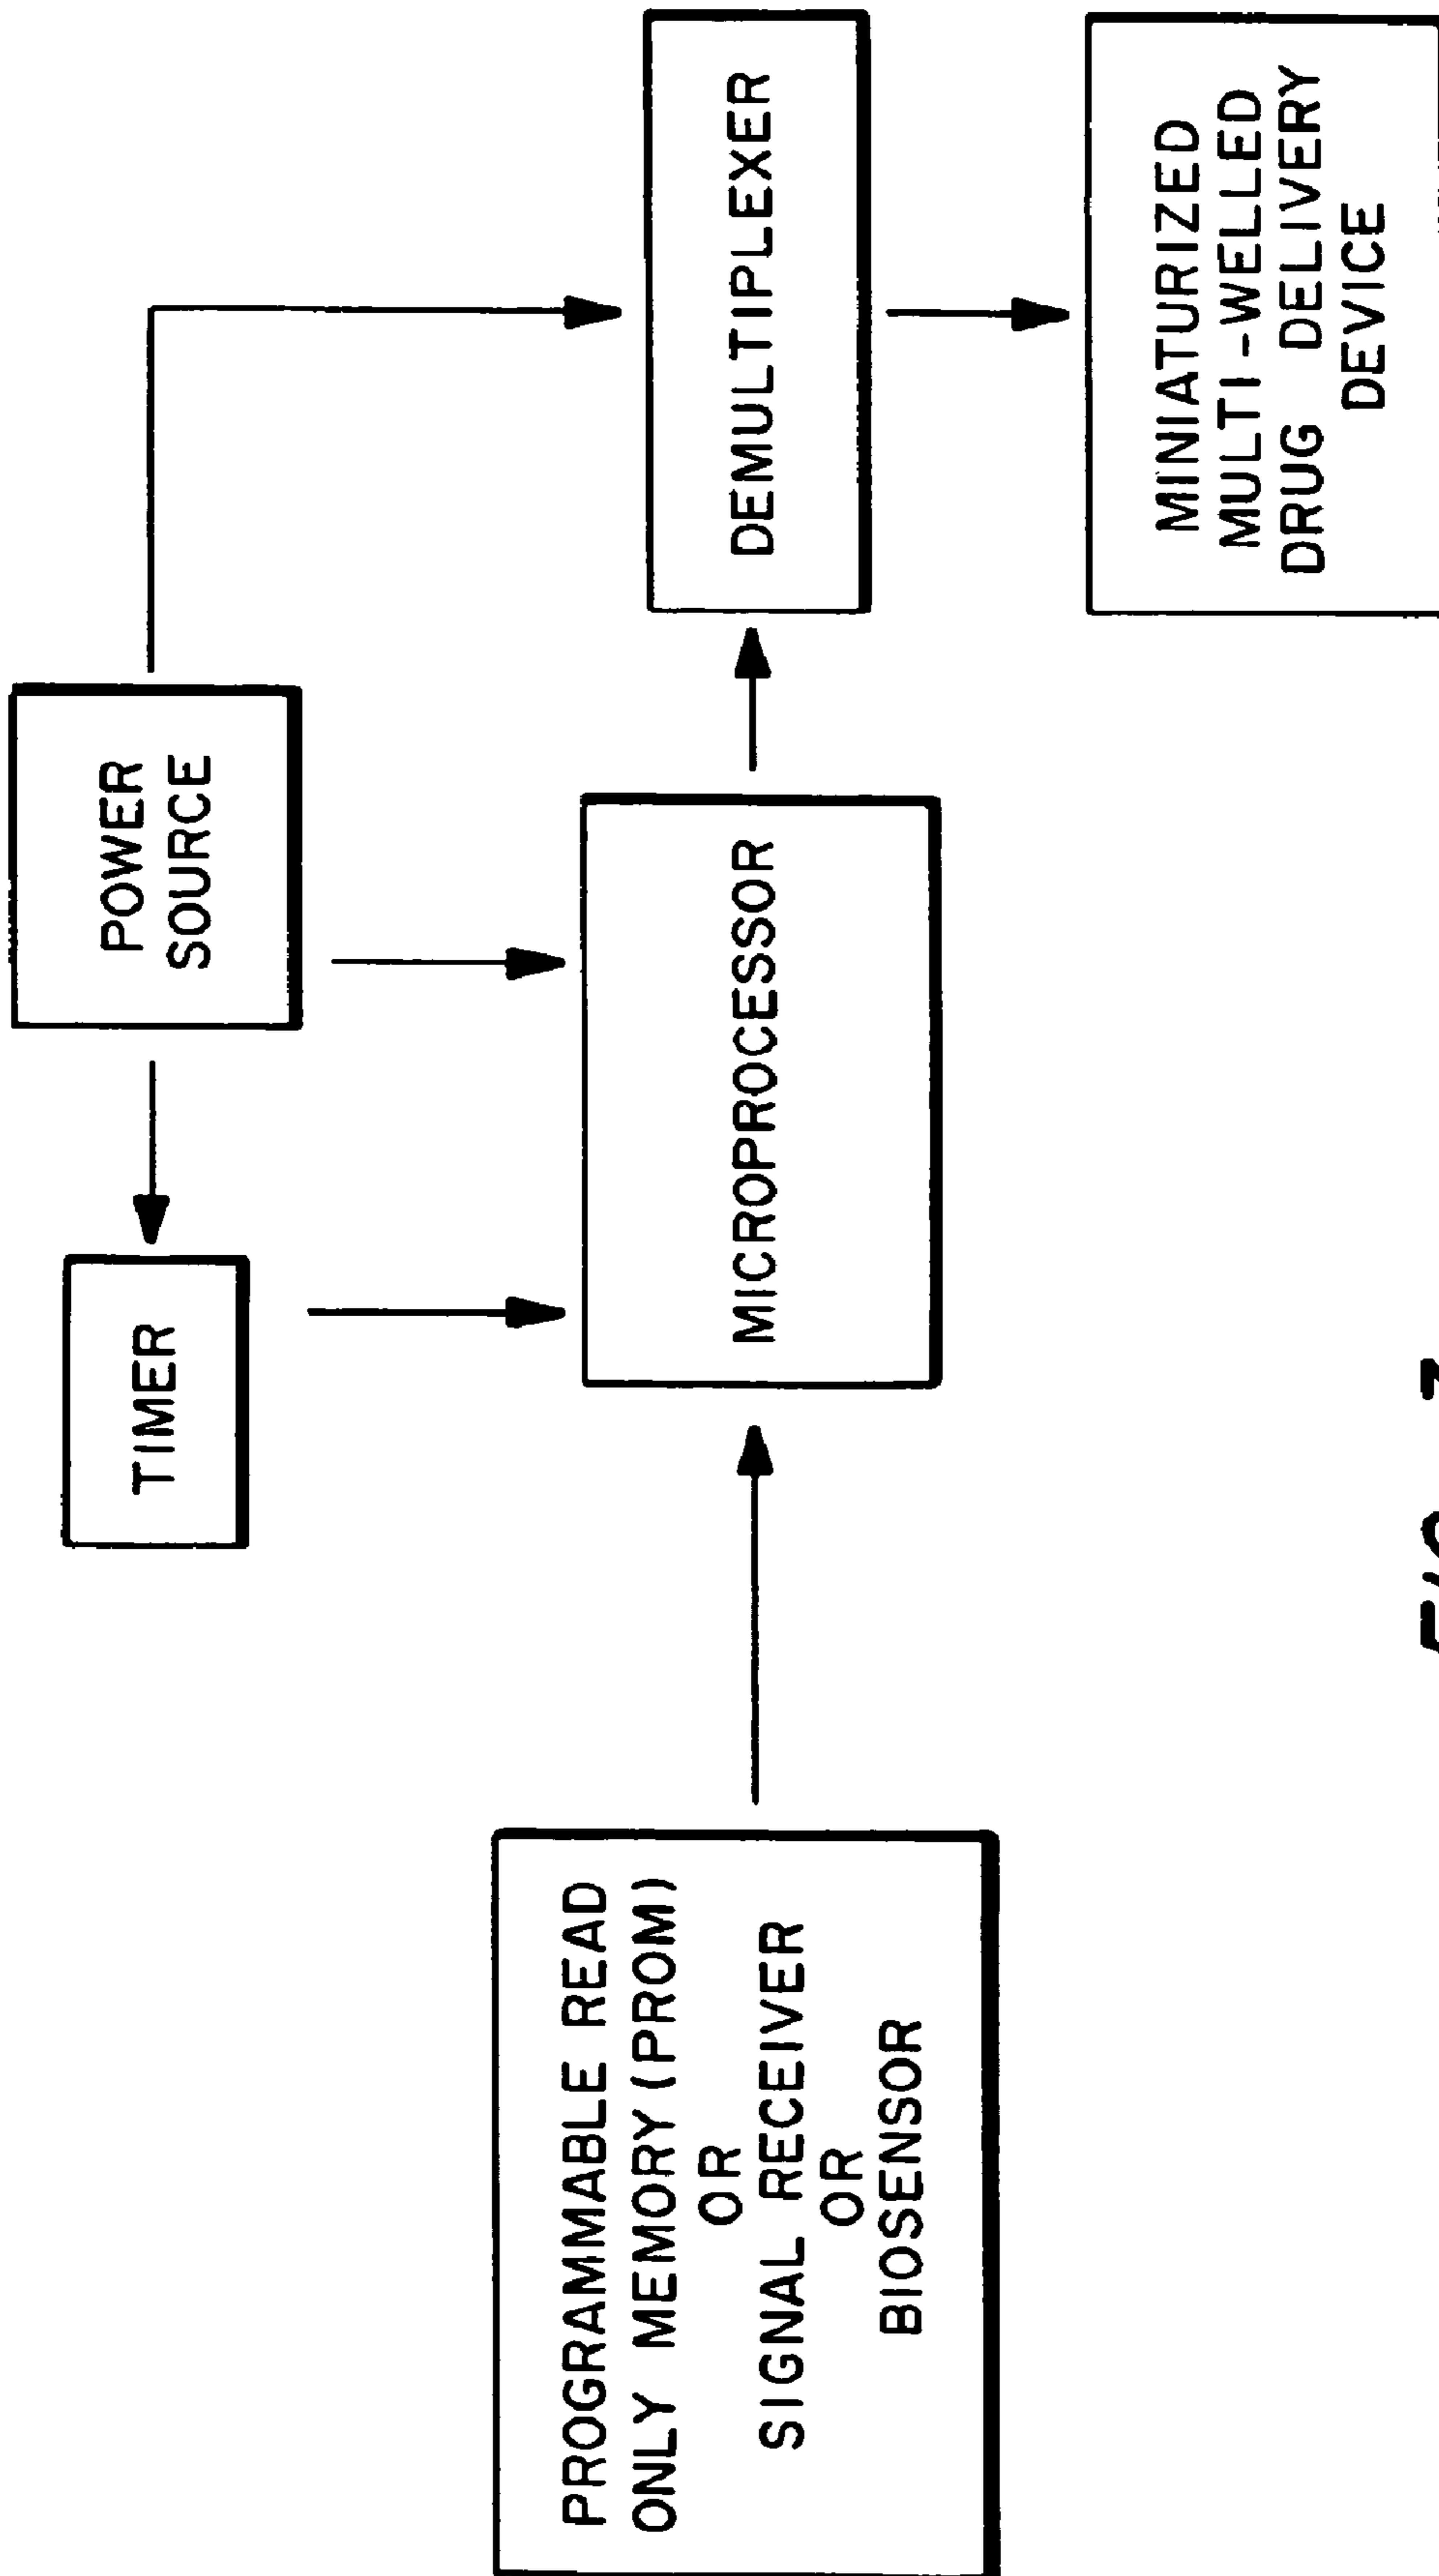 TIMER
POWER
SOURCE
PROGRAMMABLE READ
ONLY MEMORY (PROM)
OR
SIGNAL RECEIVER
OR
BIOSENSOR
MICROPROCESSOR
DEMULTIPLEXER
MINIATURIZED
MULTI-WELLED
DRUG DELIVERY
DEVICE